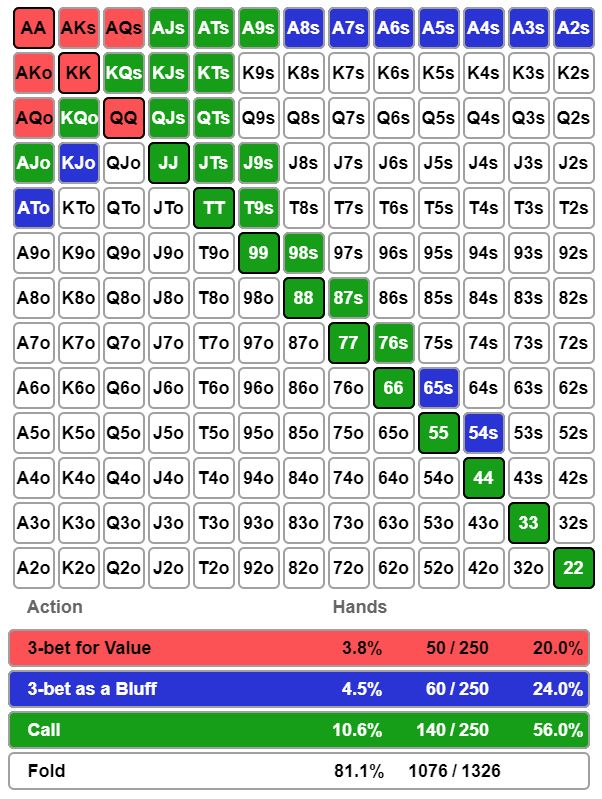 AA AKs AQs AJs ATs A9s A8s A7s A6s A5s A4s A3s A2s
AKo KK KQs KJs KTs K9s K8s K7s K6s K5s K4s K3s K2s
AQo KQo QQ QJs QTs Q9s Q8s Q7s Q6s Q5s Q4s Q3s Q2s
AJo KJo QJo JJ JTs J9s J8s J7s J6s J5s J4s J3s J2s
ATo KTo QTo JTo TT T9s T8s T7s T6s T5s T4s T3s T2s
A9o K9o Q9o J9o T9o 99 98s 97s 96s 95s 94s 93s 92s
A8o K8o Q8o J8o T8o 98o 88 87s 86s 85s 84s 83s 82s
A7o K7o Q7o J7o T7o 97o 87o 77 76s 75s 74s 73s 72s
A6o K6o Q6o J6o T6o 96o 86o 76o 66 65s 64s 63s 62s
A5o K5o Q5o J5o T5o 95o 85o 75o 65o 55 54s 53s 52s
A4o K4o Q4o J4o T4o 94o 84o 74o 64o 54o 44 43s 42s
A3o K3o Q3o J3o T3o 93o 83o 73o 63o 53o 43o 33 32s
A2o K2o Q2o J2o T2o 92o 82o 72o 62o 52o 42o 32o 22
Action Hands
3-bet for Value 3.8% 50 / 250 20.0%
3-bet as a Bluff 4.5% 60 / 250 24.0%
Call 10.6% 140 / 250 56.0%
Fold 81.1% 1076 / 1326